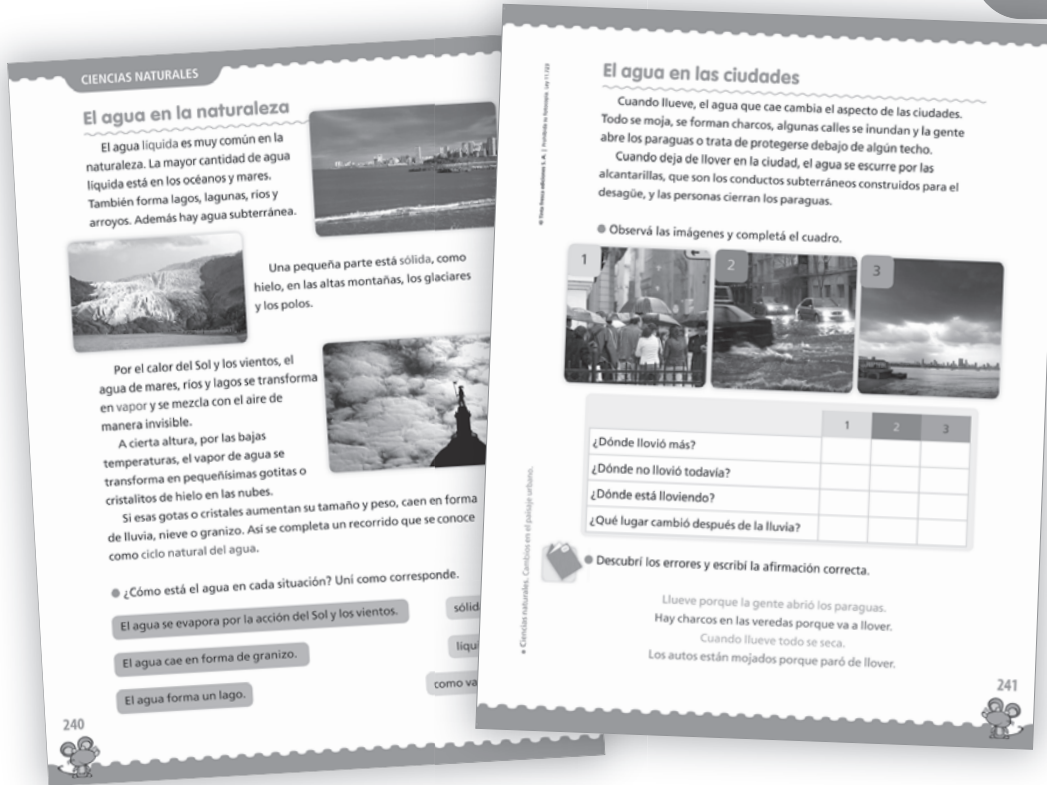 CIENCIAS NATURALES
El agua en la naturaleza
El agua líquida es muy común en la
naturaleza. La mayor cantidad de agua
líquida está en los océanos y mares.
También forma lagos, lagunas, ríos y
arroyos. Además hay agua subterránea.
Una pequeña parte está sólida, como
hielo, en las altas montañas, los glaciares
y los polos.
Por el calor del Sol y los vientos, el
agua de mares, ríos y lagos se transforma
en vapor y se mezcla con el aire de
manera invisible.
A cierta altura, por las bajas
temperaturas, el vapor de agua se
transforma en pequeñísimas gotitas o
cristalitos de hielo en las nubes.
Si esas gotas o cristales aumentan su tamaño y peso, caen en forma
de lluvia, nieve o granizo. Así se completa un recorrido que se conoce
como ciclo natural del agua.
¿Cómo está el agua en cada situación? Uní como corresponde.
El agua se evapora por la acción del Sol y los vientos.
El agua cae en forma de granizo.
El agua forma un lago.
sólid
líqui
como va
240
El agua en las ciudades
Cuando llueve, el agua que cae cambia el aspecto de las ciudades.
Todo se moja, se forman charcos, algunas calles se inundan y la gente
abre los paraguas o trata de protegerse debajo de algún techo.
Cuando deja de llover en la ciudad, el agua se escurre por las
alcantarillas, que son los conductos subterráneos construidos para el
desagüe, y las personas cierran los paraguas.
Observá las imágenes y completá el cuadro.
1
2
3
1 2 3
¿Dónde llovió más?
¿Dónde no llovió todavía?
¿Dónde está lloviendo?
¿Qué lugar cambió después de la lluvia?
Descubrí los errores y escribí la afirmación correcta.
Llueve porque la gente abrió los paraguas.
Hay charcos en las veredas porque va a llover.
Cuando llueve todo se seca.
Los autos están mojados porque paró de llover.
Ciencias naturales. Cambios en el paisaje urbano.
241